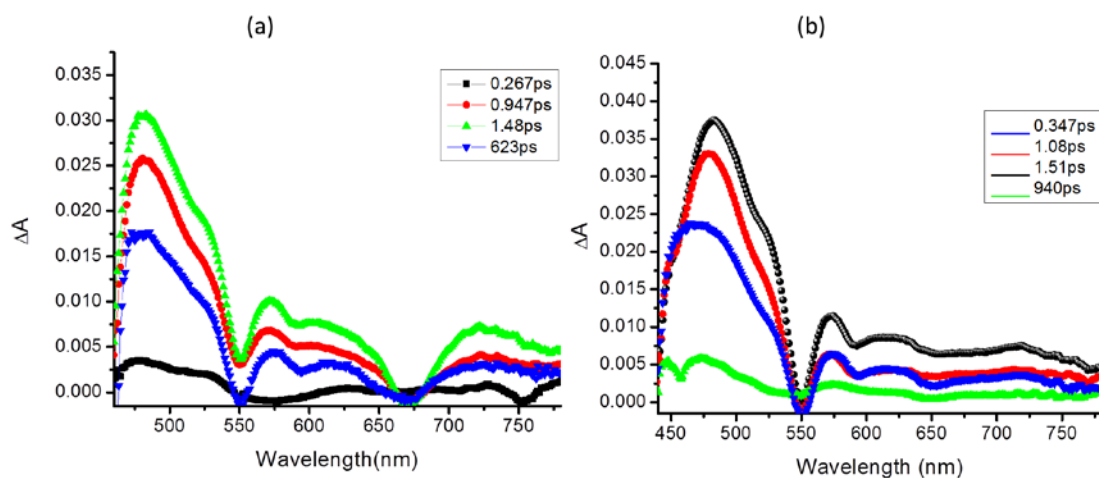 (a)
(b)
0.035
0.030
0.025
0.020
0.015
0.010
0.005
0.000
ΔA
0.267ps
0.947ps
1.48ps
623ps
500 550 600 650 700 750
Wavelength(nm)
0.045
0.040
0.035
0.030
0.025
0.020
0.015
0.010
0.005
0.000
ΔA
0.347ps
1.08ps
1.51ps
940ps
450 500 550 600 650 700 750
Wavelength (nm)